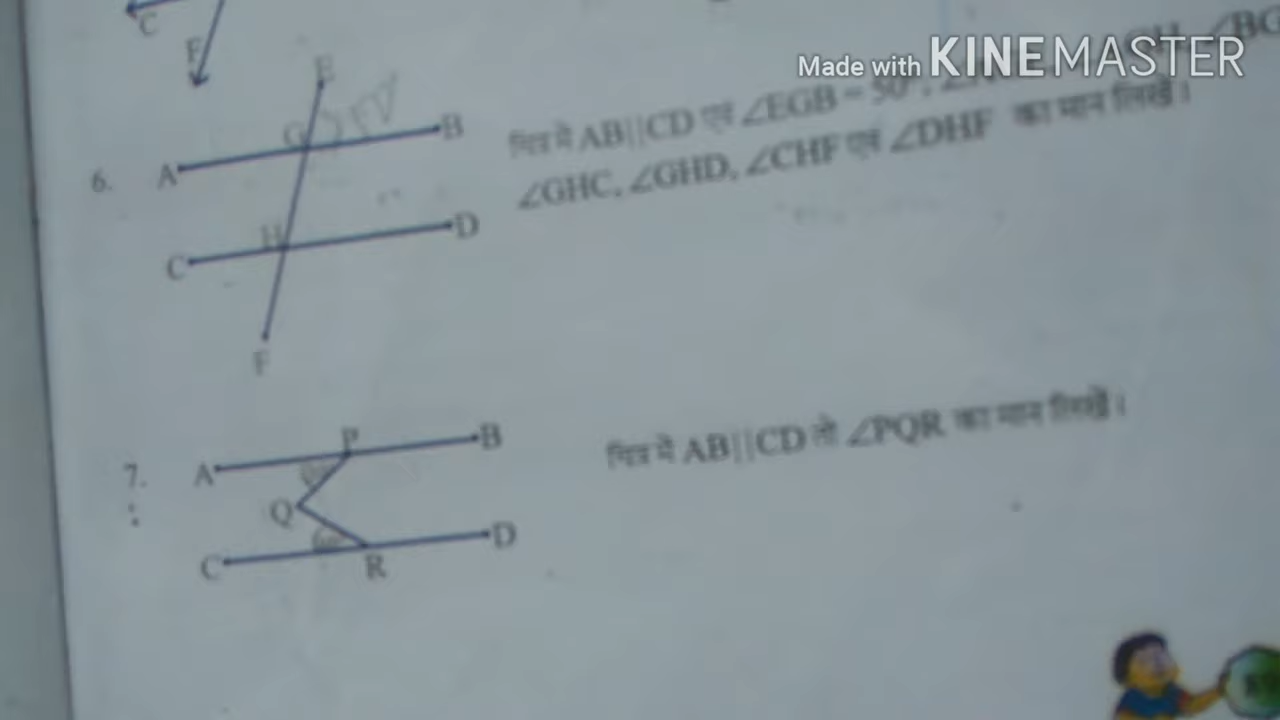 C
F
Made with KINEMASTER
E
G
A
B
6.
चित्र में AB||CD एवं ∠EGB = 50°,
∠GHC, ∠GHD, ∠CHF एवं ∠DHF का मान लिखें।
H
C
D
F
7.
P
A
B
Q
चित्र में AB||CD तो ∠PQR का मान लिखें।
C
R
D